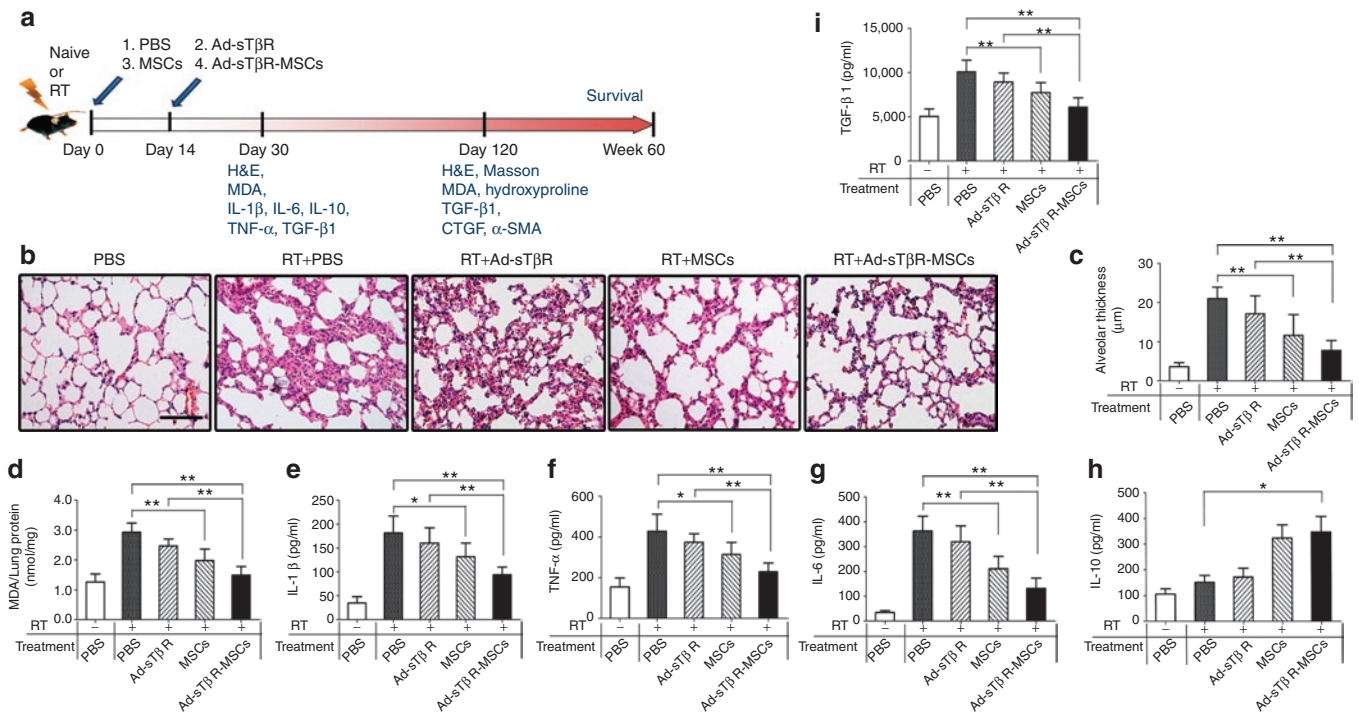 a
Naive
or
RT
1. PBS 2. Ad-sTβR
3. MSCs 4. Ad-sTβR-MSCs
Survival
Day 0 Day 14 Day 30 Day 120 Week 60
H&E,
MDA,
IL-1β, IL-6, IL-10,
TNF-α, TGF-β1
H&E, Masson
MDA, hydroxyproline
TGF-β1,
CTGF, α-SMA
i
TGF-β 1 (pg/ml)
15,000
10,000
5,000
0
** ** **
RT − + + + +
Treatment PBS PBS Ad-sTβ R MSCs Ad-sTβ R-MSCs
b
PBS RT+PBS RT+Ad-sTβR RT+MSCs RT+Ad-sTβR-MSCs
c
Alveolar thickness
(μm)
30
20
10
0
** ** **
RT − + + + +
Treatment PBS PBS Ad-sTβ R MSCs Ad-sTβ R-MSCs
d
MDA/Lung protein
(nmol/mg)
4.0
3.0
2.0
1.0
0.0
** ** **
RT − + + + +
Treatment PBS PBS Ad-sTβ R MSCs Ad-sTβ R-MSCs
e
IL-1 β (pg/ml)
250
200
150
100
50
0
** ** *
RT − + + + +
Treatment PBS PBS Ad-sTβ R MSCs Ad-sTβ R-MSCs
f
TNF-α (pg/ml)
600
400
200
0
** ** *
RT − + + + +
Treatment PBS PBS Ad-sTβ R MSCs Ad-sTβ R-MSCs
g
IL-6 (pg/ml)
500
400
300
200
100
0
** ** **
RT − + + + +
Treatment PBS PBS Ad-sTβ R MSCs Ad-sTβ R-MSCs
h
IL-10 (pg/ml)
500
400
300
200
100
0
*
RT − + + + +
Treatment PBS PBS Ad-sTβ R MSCs Ad-sTβ R-MSCs